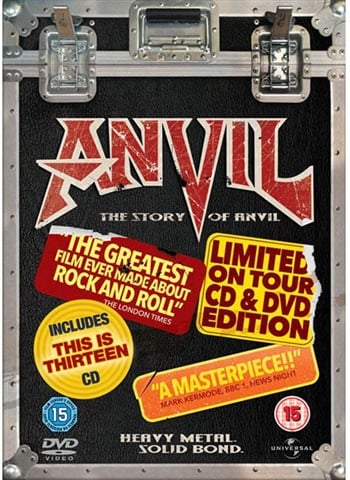 ANVIL
THE STORY OF ANVIL
"THE GREATEST
FILM EVER MADE ABOUT
ROCK AND ROLL"
THE LONDON TIMES
LIMITED
ON TOUR
CD & DVD
EDITION
INCLUDES
THIS IS
THIRTEEN
CD
"A MASTERPIECE!!"
MARK KERMODE, BBC 1, NEWS NIGHT
15
15
DVD
VIDEO
HEAVY METAL.
SOLID BOND.
UNIVERSAL